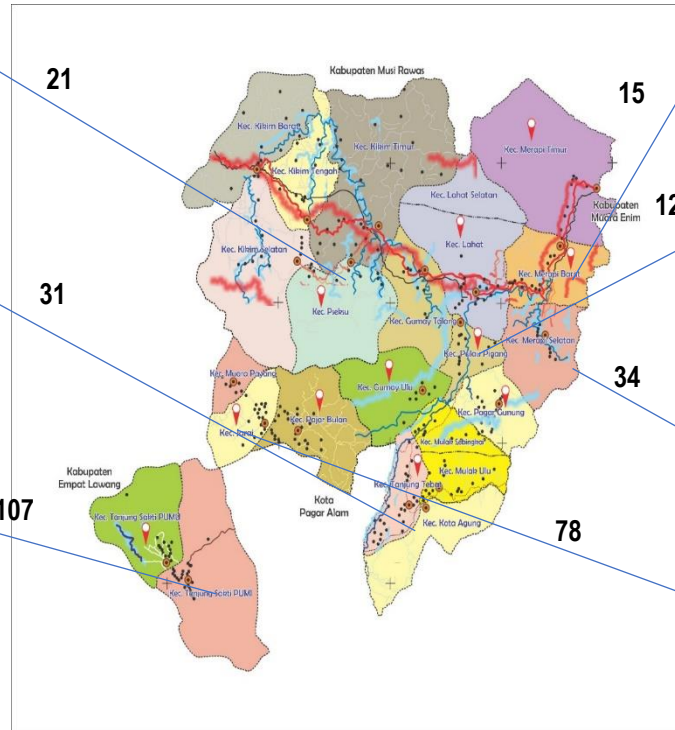 Kabupaten Musi Rawas
21
15
Kec. Kikim Barat
Kec. Kikim Timur
Kec. Merapi Timur
Kec. Kikim Tengah
Kec. Lahat Selatan
Kabupaten
Muara Enim
12
Kec. Kikim Selatan
Kec. Lahat
Kec. Merapi Barat
31
Kec. Pseksu
Kec. Gumay Talang
Kec. Merapi Selatan
Kec. Pulau Pigang
34
Kec. Muara Payang
Kec. Gumay Ulu
Kec. Jarai
Kec. Pajar Bulan
Kec. Pagar Gunung
Kec. Mulak Sebingkai
Kabupaten
Empat Lawang
Kec. Mulak Ulu
Kec. Tanjung Tebat
Kota
Pagar Alam
107
Kec. Tanjung Sakti PUMU
Kec. Kota Agung
78
Kec. Tanjung Sakti PUMI